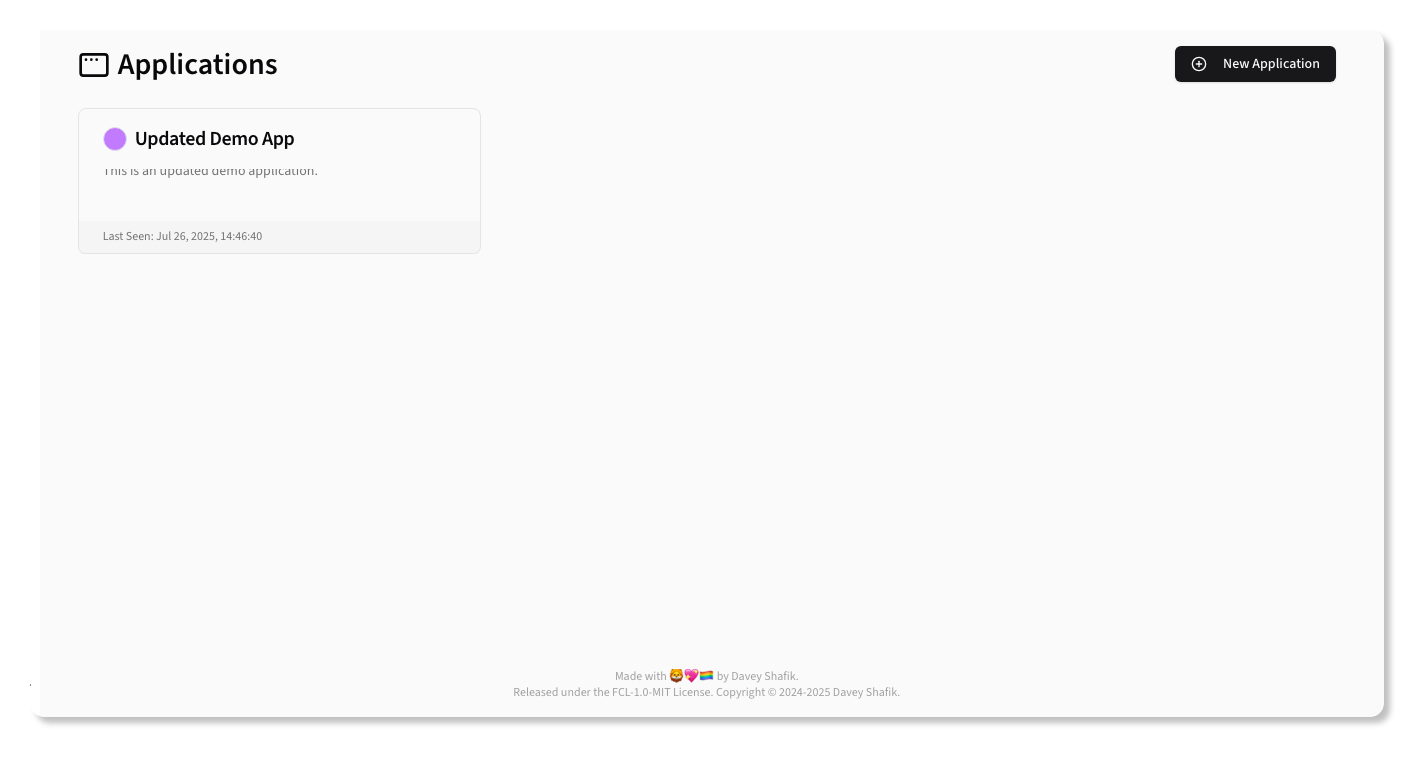 Applications
New Application
Updated Demo App
This is an updated demo application.
Last Seen: Jul 26, 2025, 14:46:40
Made with 🦁💖🏳️‍🌈 by Davey Shafik.
Released under the FCL-1.0-MIT License. Copyright © 2024-2025 Davey Shafik.